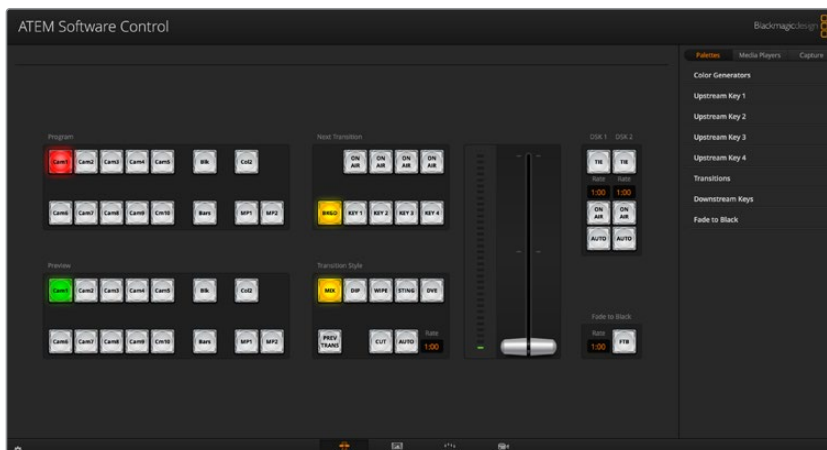 ATEM Software Control
Blackmagicdesign
Palettes Media Players Capture
Color Generators
Upstream Key 1
Upstream Key 2
Upstream Key 3
Upstream Key 4
Transitions
Downstream Keys
Fade to Black
Program
Cam1 Cam2 Cam3 Cam4 Cam5 Blk Col2
Cam6 Cam7 Cam8 Cam9 Cm10 Bars MP1 MP2
Next Transition
ON AIR ON AIR ON AIR ON AIR
BKGD KEY 1 KEY 2 KEY 3 KEY 4
DSK 1 DSK 2
TIE TIE
Rate Rate
1:00 1:00
ON AIR ON AIR
AUTO AUTO
Preview
Cam1 Cam2 Cam3 Cam4 Cam5 Blk Col2
Cam6 Cam7 Cam8 Cam9 Cm10 Bars MP1 MP2
Transition Style
MIX DIP WIPE STING DVE
PREV TRANS CUT AUTO Rate 1:00
Fade to Black
Rate
1:00 FTB